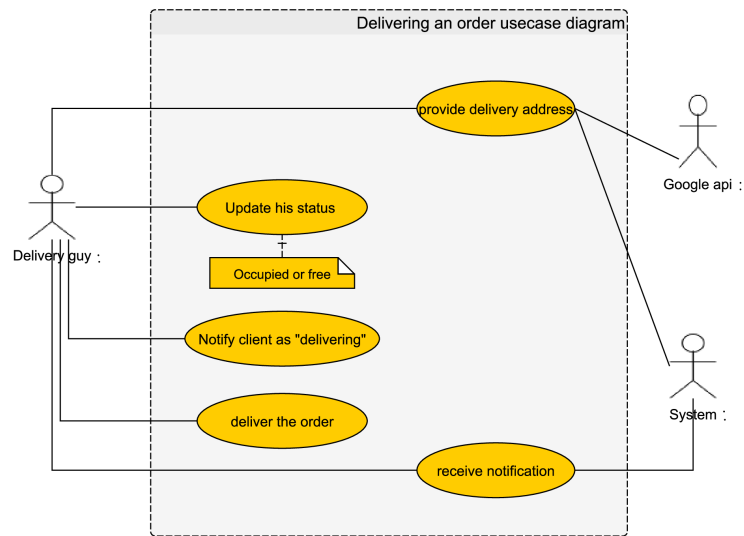 Delivering an order usecase diagram
provide delivery address
Google api :
Update his status
Delivery guy :
Occupied or free
Notify client as "delivering"
System :
deliver the order
receive notification